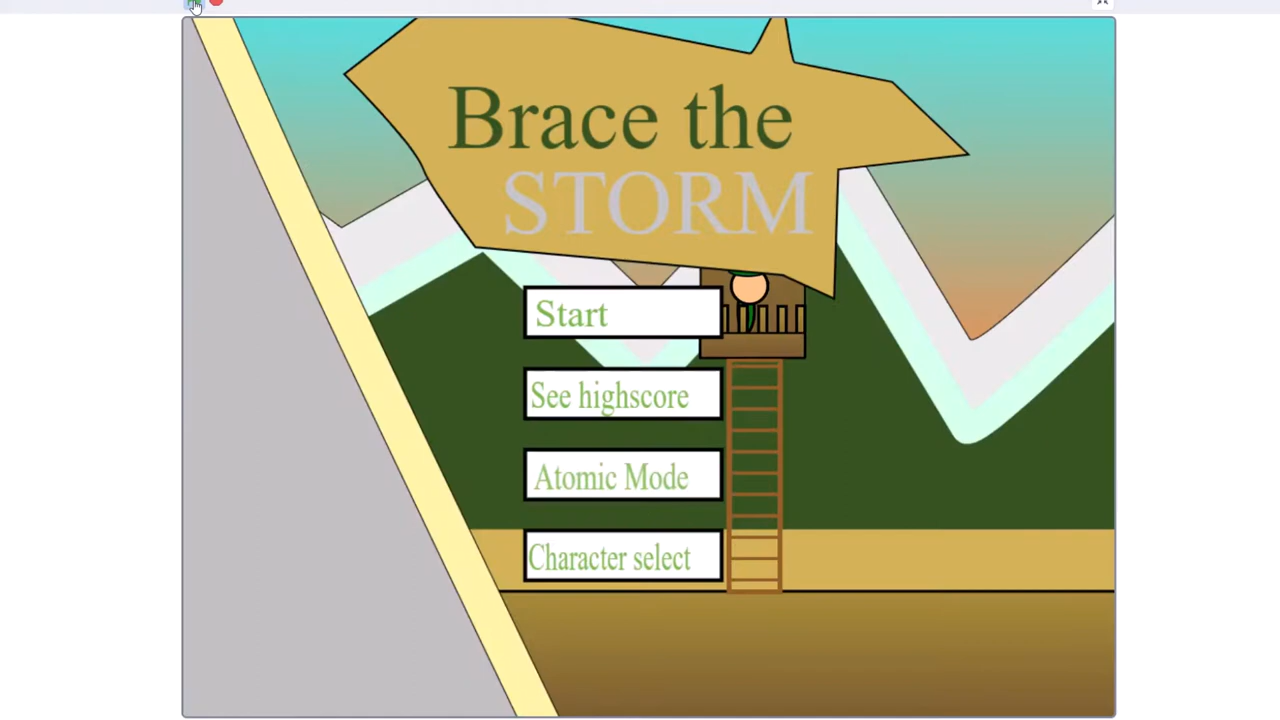 Brace the
STORM
Start
See highscore
Atomic Mode
Character select